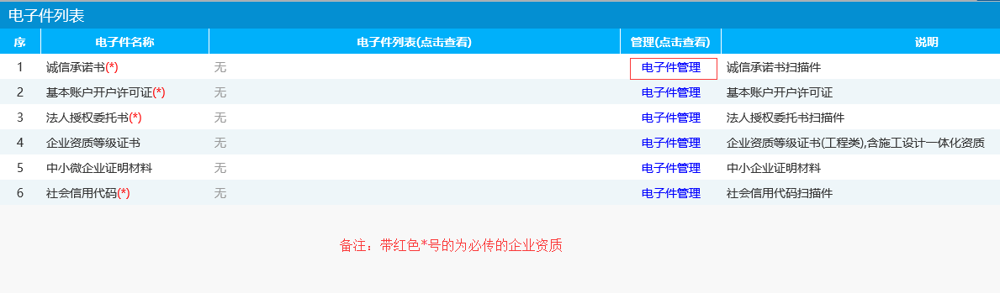 电子件列表
序 电子件名称 电子件列表(点击查看) 管理(点击查看) 说明
1 诚信承诺书(*) 无 电子件管理 诚信承诺书扫描件
2 基本账户开户许可证(*) 无 电子件管理 基本账户开户许可证
3 法人授权委托书(*) 无 电子件管理 法人授权委托书扫描件
4 企业资质等级证书 无 电子件管理 企业资质等级证书(工程类),含施工设计一体化资质
5 中小微企业证明材料 无 电子件管理 中小企业证明材料
6 社会信用代码(*) 无 电子件管理 社会信用代码扫描件
备注：带红色*号的为必传的企业资质